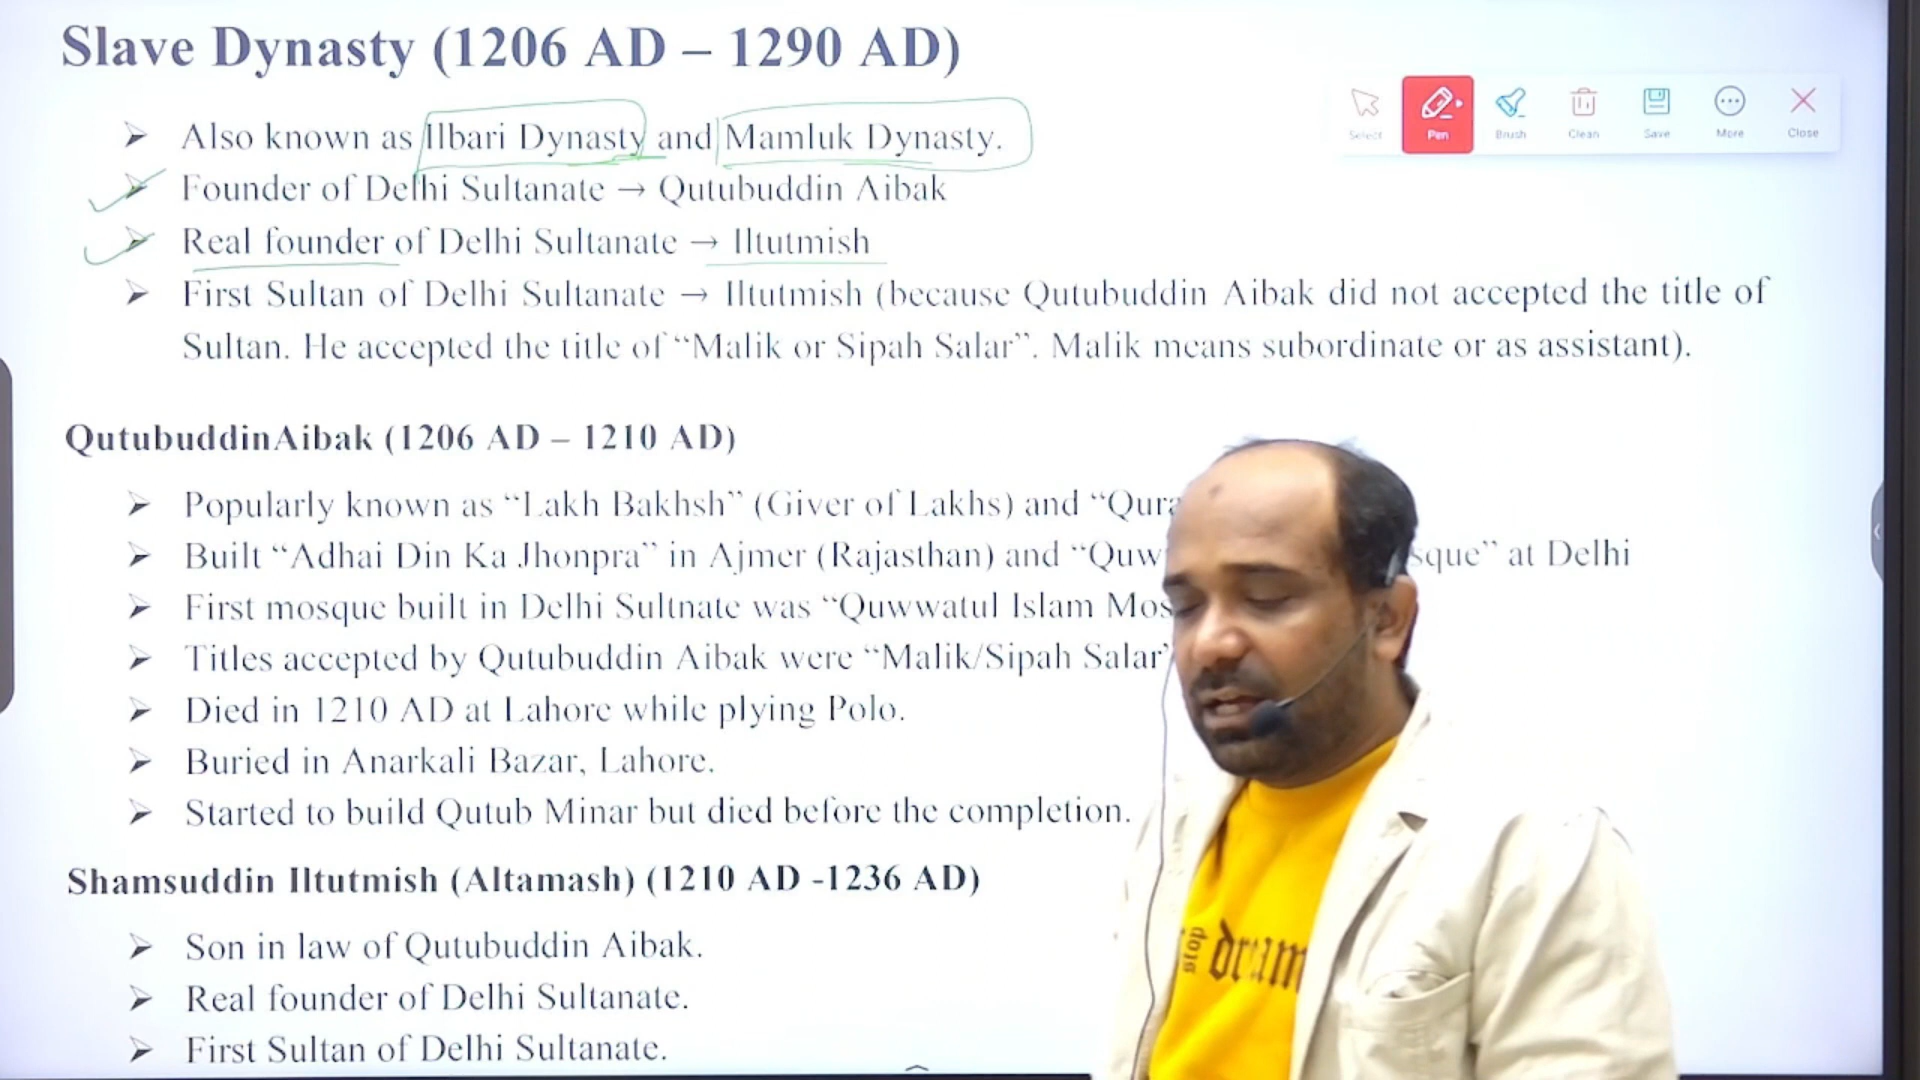 Slave Dynasty (1206 AD – 1290 AD)
Select Pen Brush Clean Save More Close
➢ Also known as Ilbari Dynasty and Mamluk Dynasty.
➢ Founder of Delhi Sultanate → Qutubuddin Aibak
➢ Real founder of Delhi Sultanate → Iltutmish
➢ First Sultan of Delhi Sultanate → Iltutmish (because Qutubuddin Aibak did not accepted the title of
Sultan. He accepted the title of “Malik or Sipah Salar”. Malik means subordinate or as assistant).
QutubuddinAibak (1206 AD – 1210 AD)
➢ Popularly known as “Lakh Bakhsh” (Giver of Lakhs) and
➢ Built “Adhai Din Ka Jhonpra” in Ajmer (Rajasthan) and “Quw sque” at Delhi
➢ First mosque built in Delhi Sultnate was “Quwwatul Islam Mos
➢ Titles accepted by Qutubuddin Aibak were “Malik/Sipah Salar”
➢ Died in 1210 AD at Lahore while plying Polo.
➢ Buried in Anarkali Bazar, Lahore.
➢ Started to build Qutub Minar but died before the completion.
Shamsuddin Iltutmish (Altamash) (1210 AD -1236 AD)
➢ Son in law of Qutubuddin Aibak.
➢ Real founder of Delhi Sultanate.
➢ First Sultan of Delhi Sultanate.